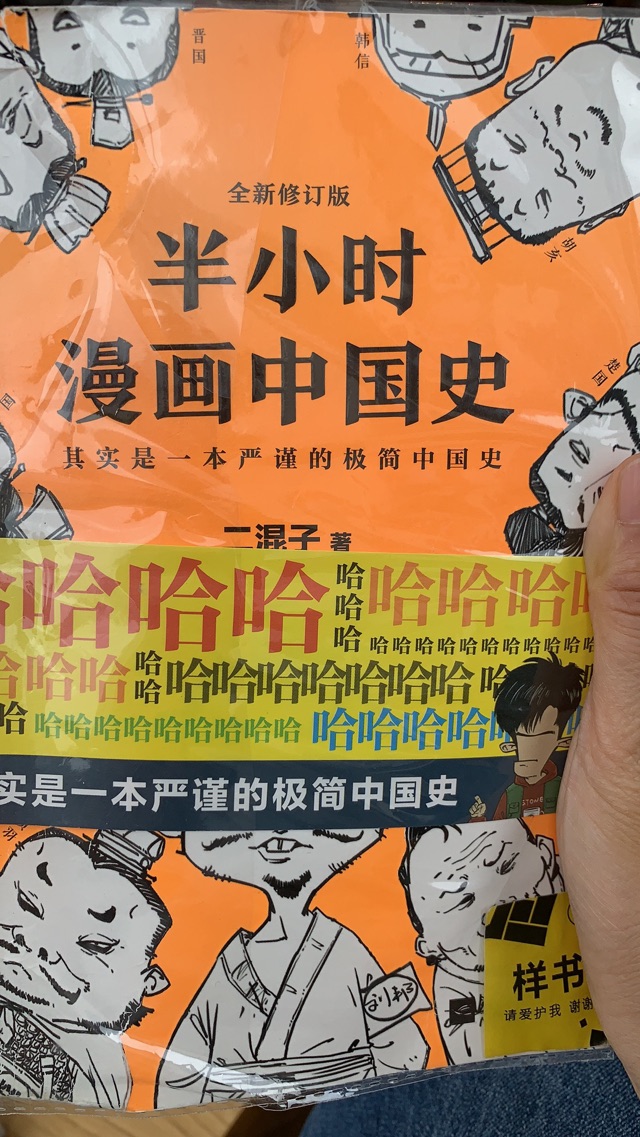 晋国
韩信
胡亥
全新修订版
半小时
漫画中国史
楚国
国
其实是一本严谨的极简中国史
二混子 著
哈哈哈哈
哈哈哈
哈哈哈哈
哈哈哈哈哈哈哈哈哈哈
哈哈哈
哈哈
哈哈哈哈哈哈哈
哈
哈
哈哈哈哈哈哈哈哈哈
哈哈哈哈
STONE
实是一本严谨的极简中国史
刘邦
样书
请爱护我 谢谢